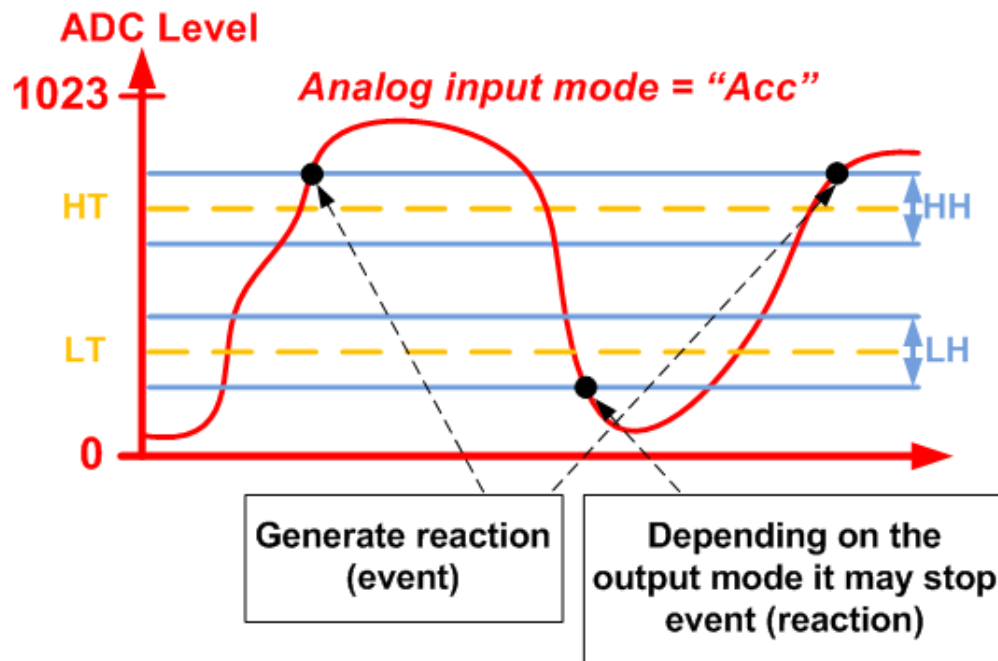 ADC Level
1023
Analog input mode = “Acc”
HT
HH
LT
LH
0
Generate reaction
(event)
Depending on the
output mode it may stop
event (reaction)